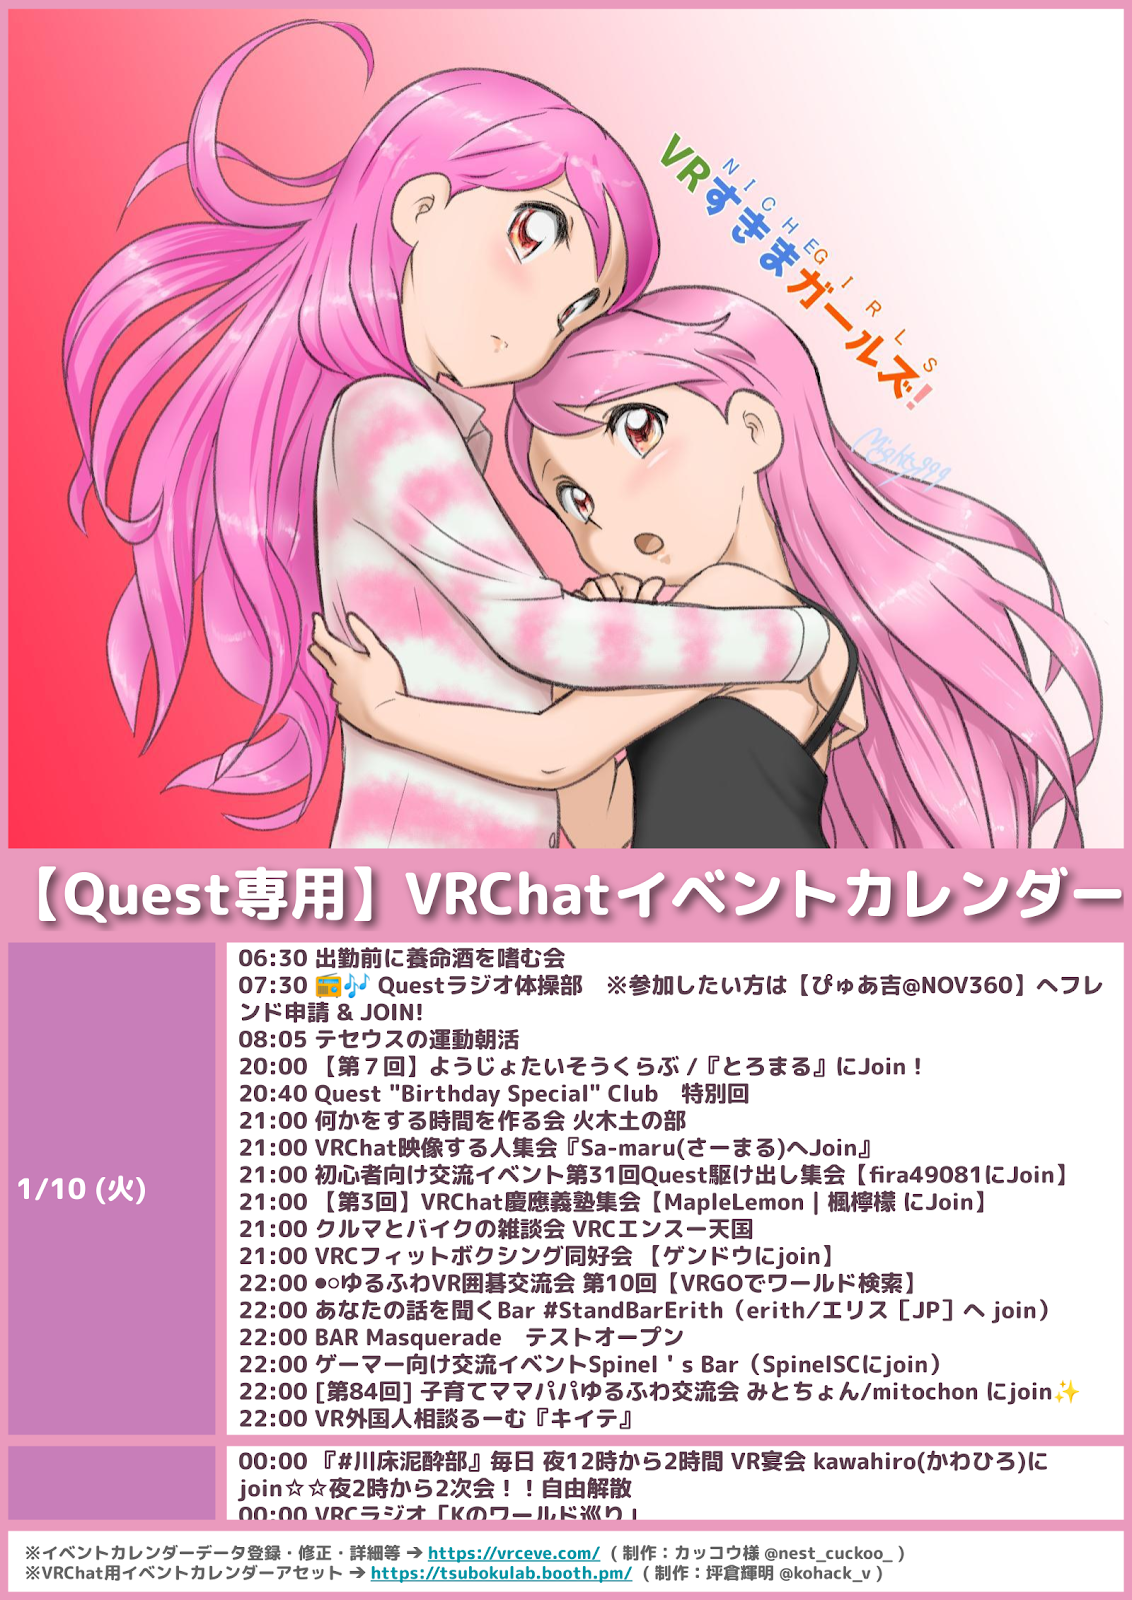 NICHE GIRLS
VRすきまガールズ!
Mighty999
【Quest専用】VRChatイベントカレンダー
1/10 (火)
06:30 出勤前に養命酒を嗜む会
07:30 📻🎶 Questラジオ体操部　※参加したい方は【ぴゅあ吉@NOV360】へフレ
ンド申請 & JOIN!
08:05 テセウスの運動朝活
20:00 【第７回】ようじょたいそうくらぶ /『とろまる』にJoin！
20:40 Quest "Birthday Special" Club　特別回
21:00 何かをする時間を作る会 火木土の部
21:00 VRChat映像する人集会『Sa-maru(さーまる)へJoin』
21:00 初心者向け交流イベント第31回Quest駆け出し集会【fira49081にJoin】
21:00 【第3回】VRChat慶應義塾集会【MapleLemon | 楓檸檬 にJoin】
21:00 クルマとバイクの雑談会 VRCエンスー天国
21:00 VRCフィットボクシング同好会 【ゲンドウにjoin】
22:00 ⚫︎⚪︎ゆるふわVR囲碁交流会 第10回【VRGOでワールド検索】
22:00 あなたの話を聞くBar #StandBarErith（erith/エリス［JP］へ join）
22:00 BAR Masquerade　テストオープン
22:00 ゲーマー向け交流イベントSpinel ' s Bar（SpinelSCにjoin）
22:00 [第84回] 子育てママパパゆるふわ交流会 みとちょん/mitochon にjoin✨
22:00 VR外国人相談るーむ『キイテ』
00:00 『#川床泥酔部』毎日 夜12時から2時間 VR宴会 kawahiro(かわひろ)に
join☆☆夜2時から2次会！！自由解散
00:00 VRCラジオ「Kのワールド巡り」
※イベントカレンダーデータ登録・修正・詳細等 ➔ https://vrceve.com/ （ 制作：カッコウ様 @nest_cuckoo_ ）
※VRChat用イベントカレンダーアセット ➔ https://tsubokulab.booth.pm/ （ 制作：坪倉輝明 @kohack_v ）